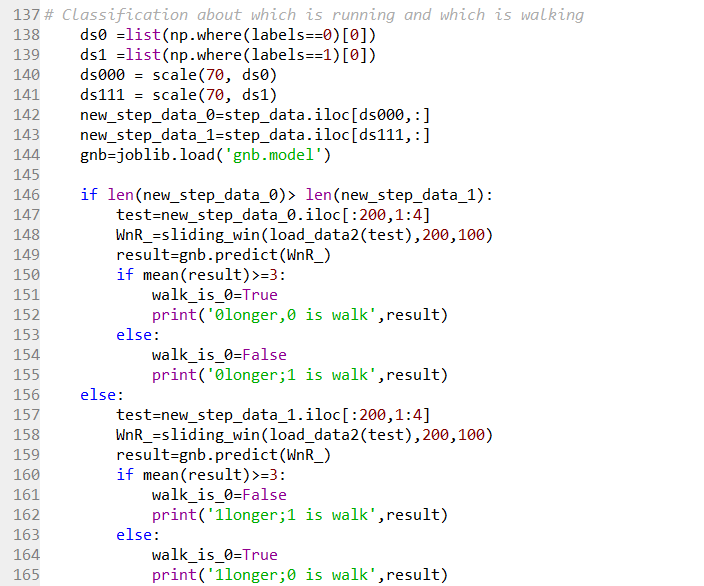 137 # Classification about which is running and which is walking
138     ds0 =list(np.where(labels==0)[0])
139     ds1 =list(np.where(labels==1)[0])
140     ds000 = scale(70, ds0)
141     ds111 = scale(70, ds1)
142     new_step_data_0=step_data.iloc[ds000,:]
143     new_step_data_1=step_data.iloc[ds111,:]
144     gnb=joblib.load('gnb.model')
145
146     if len(new_step_data_0)> len(new_step_data_1):
147         test=new_step_data_0.iloc[:200,1:4]
148         WnR_=sliding_win(load_data2(test),200,100)
149         result=gnb.predict(WnR_)
150         if mean(result)>=3:
151             walk_is_0=True
152             print('0longer,0 is walk',result)
153         else:
154             walk_is_0=False
155             print('0longer;1 is walk',result)
156     else:
157         test=new_step_data_1.iloc[:200,1:4]
158         WnR_=sliding_win(load_data2(test),200,100)
159         result=gnb.predict(WnR_)
160         if mean(result)>=3:
161             walk_is_0=False
162             print('1longer;1 is walk',result)
163         else:
164             walk_is_0=True
165             print('1longer;0 is walk',result)